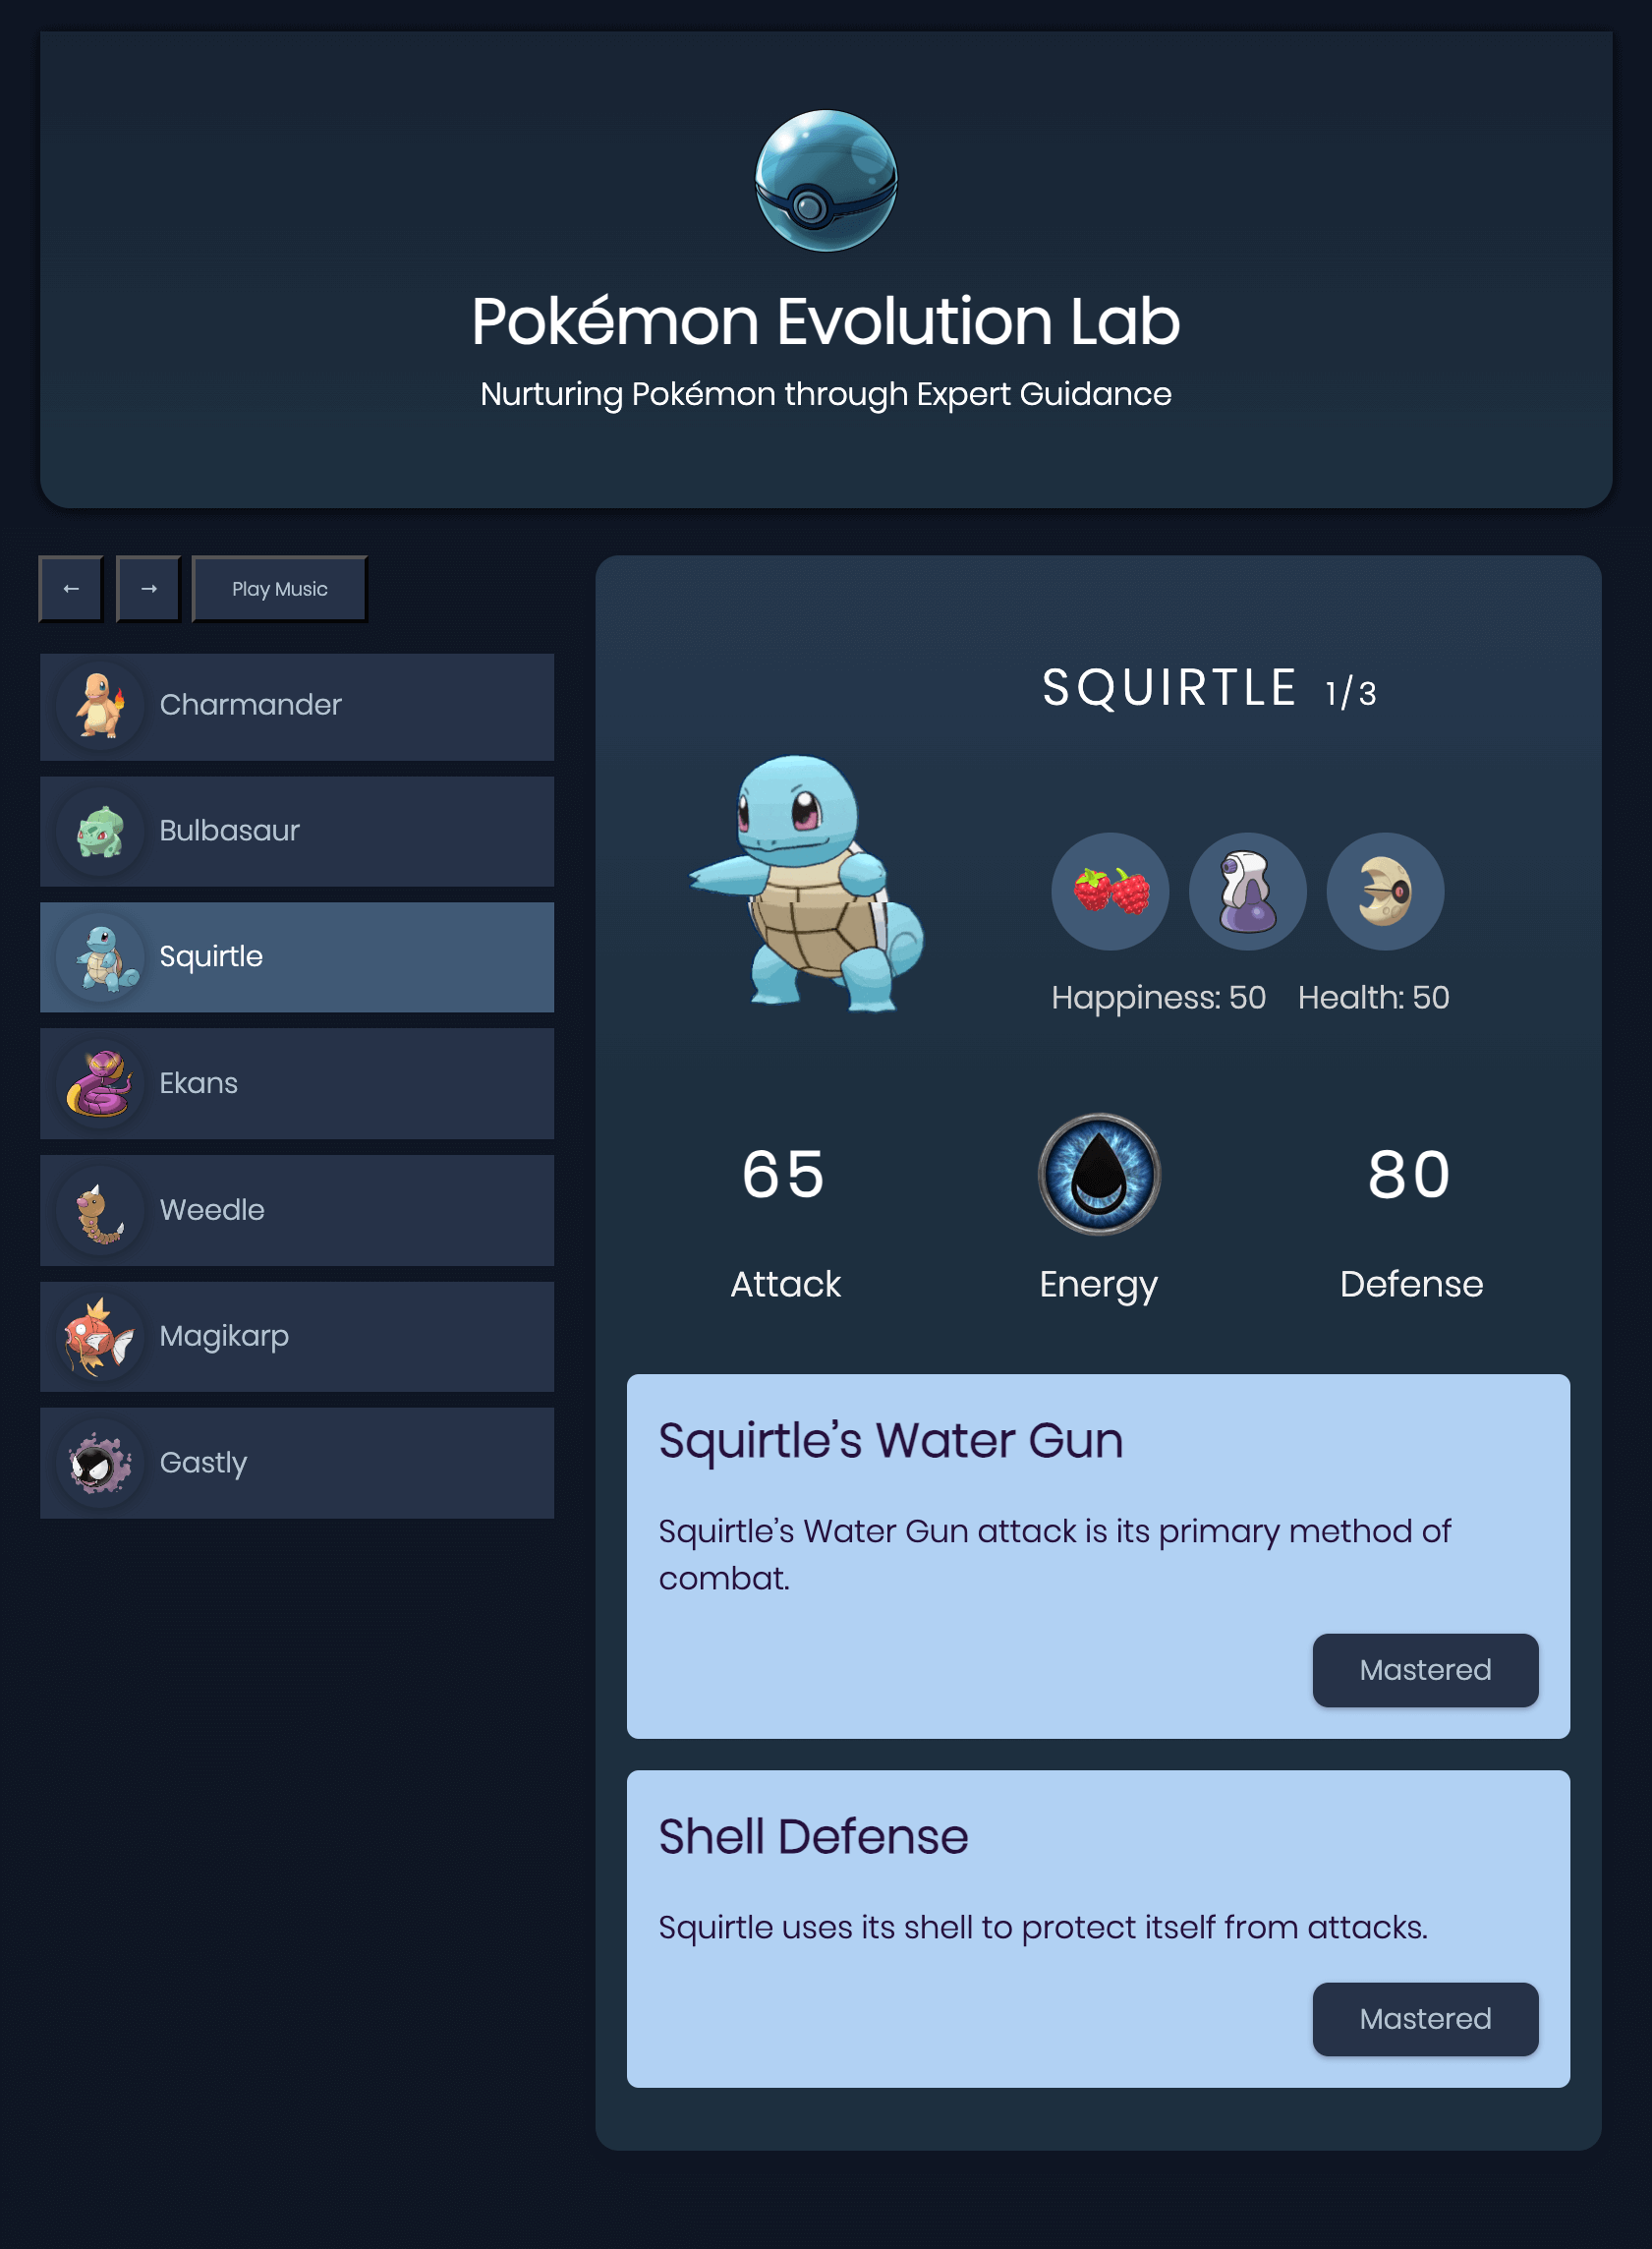 Pokémon Evolution Lab
Nurturing Pokémon through Expert Guidance
← → Play Music
Charmander
Bulbasaur
Squirtle
Ekans
Weedle
Magikarp
Gastly
SQUIRTLE 1/3
Happiness: 50 Health: 50
65 80
Attack Energy Defense
Squirtle’s Water Gun
Squirtle’s Water Gun attack is its primary method of
combat.
Mastered
Shell Defense
Squirtle uses its shell to protect itself from attacks.
Mastered